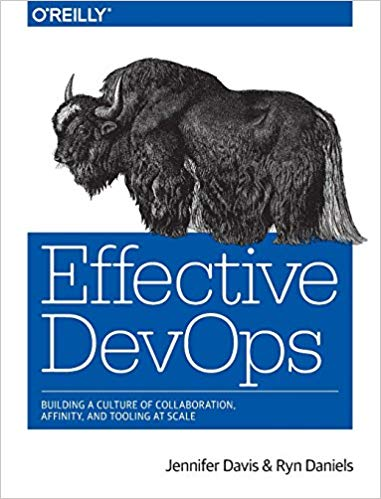 O'REILLY®
Effective
DevOps
BUILDING A CULTURE OF COLLABORATION,
AFFINITY, AND TOOLING AT SCALE
Jennifer Davis & Ryn Daniels